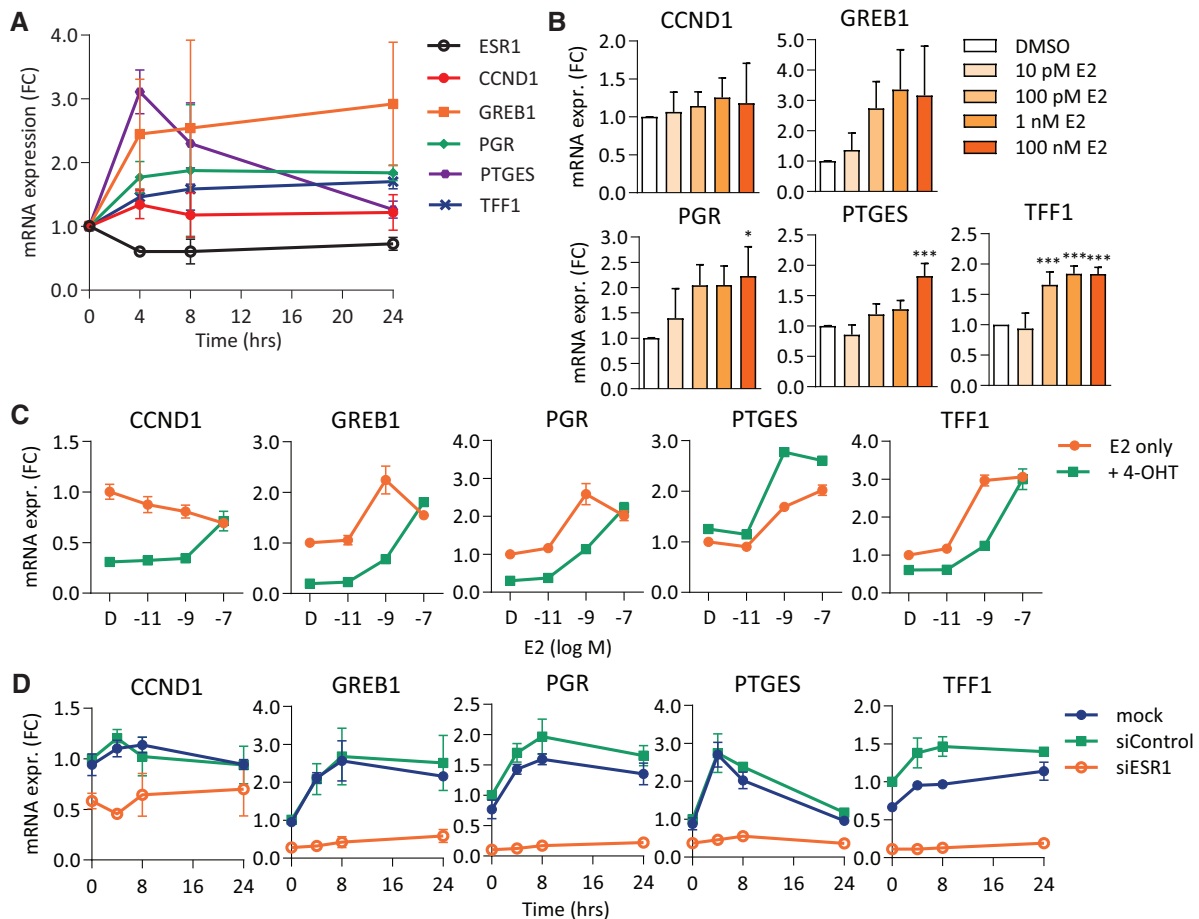 A
mRNA expression (FC)
4.0
3.0
2.0
1.0
0.0
0 4 8 12 16 20 24
Time (hrs)
ESR1
CCND1
GREB1
PGR
PTGES
TFF1
B
CCND1
mRNA expr. (FC)
2.0
1.5
1.0
0.5
0.0
GREB1
5.0
4.0
3.0
2.0
1.0
0.0
DMSO
10 pM E2
100 pM E2
1 nM E2
100 nM E2
PGR
mRNA expr. (FC)
3.0
2.5
2.0
1.5
1.0
0.5
0.0
*
PTGES
2.5
2.0
1.5
1.0
0.5
0.0
***
TFF1
2.5
2.0
1.5
1.0
0.5
0.0
*** *** ***
C
CCND1
mRNA expr. (FC)
1.5
1.0
0.5
0.0
D -11 -9 -7
GREB1
3.0
2.0
1.0
0.0
D -11 -9 -7
PGR
4.0
3.0
2.0
1.0
0.0
D -11 -9 -7
PTGES
3.0
2.0
1.0
0.0
D -11 -9 -7
TFF1
4.0
3.0
2.0
1.0
0.0
D -11 -9 -7
E2 (log M)
E2 only
+ 4-OHT
D
CCND1
mRNA expr. (FC)
1.5
1.0
0.5
0.0
0 8 16 24
GREB1
4.0
3.0
2.0
1.0
0.0
0 8 16 24
PGR
2.5
2.0
1.5
1.0
0.5
0.0
0 8 16 24
PTGES
4.0
3.0
2.0
1.0
0.0
0 8 16 24
TFF1
2.0
1.5
1.0
0.5
0.0
0 8 16 24
Time (hrs)
mock
siControl
siESR1